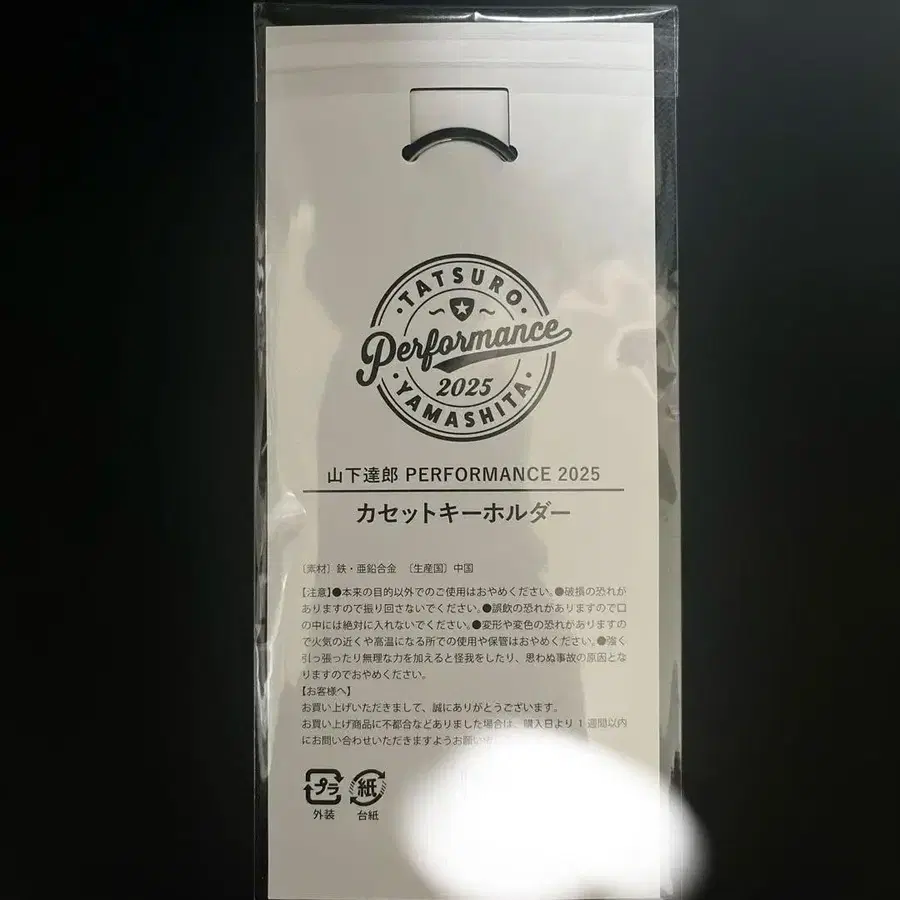 TATSURO
Performance
2025
YAMASHITA
山下達郎 PERFORMANCE 2025
カセットキーホルダー
〔素材〕鉄・亜鉛合金 〔生産国〕中国
【注意】●本来の目的以外でのご使用はおやめください。●破損の恐れが
ありますので振り回さないでください。●誤飲の恐れがありますので口
の中には絶対に入れないでください。●変形や変色の恐れがありますの
で火気の近くや高温になる所での使用や保管はおやめください。●強く
引っ張ったり無理な力を加えると怪我をしたり、思わぬ事故の原因とな
りますのでおやめください。
【お客様へ】
お買い上げいただきまして、誠にありがとうございます。
お買い上げ商品に不都合などありました場合は、購入日より1週間以内
にお問い合わせいただきますようお願い
プラ 紙
外装 台紙